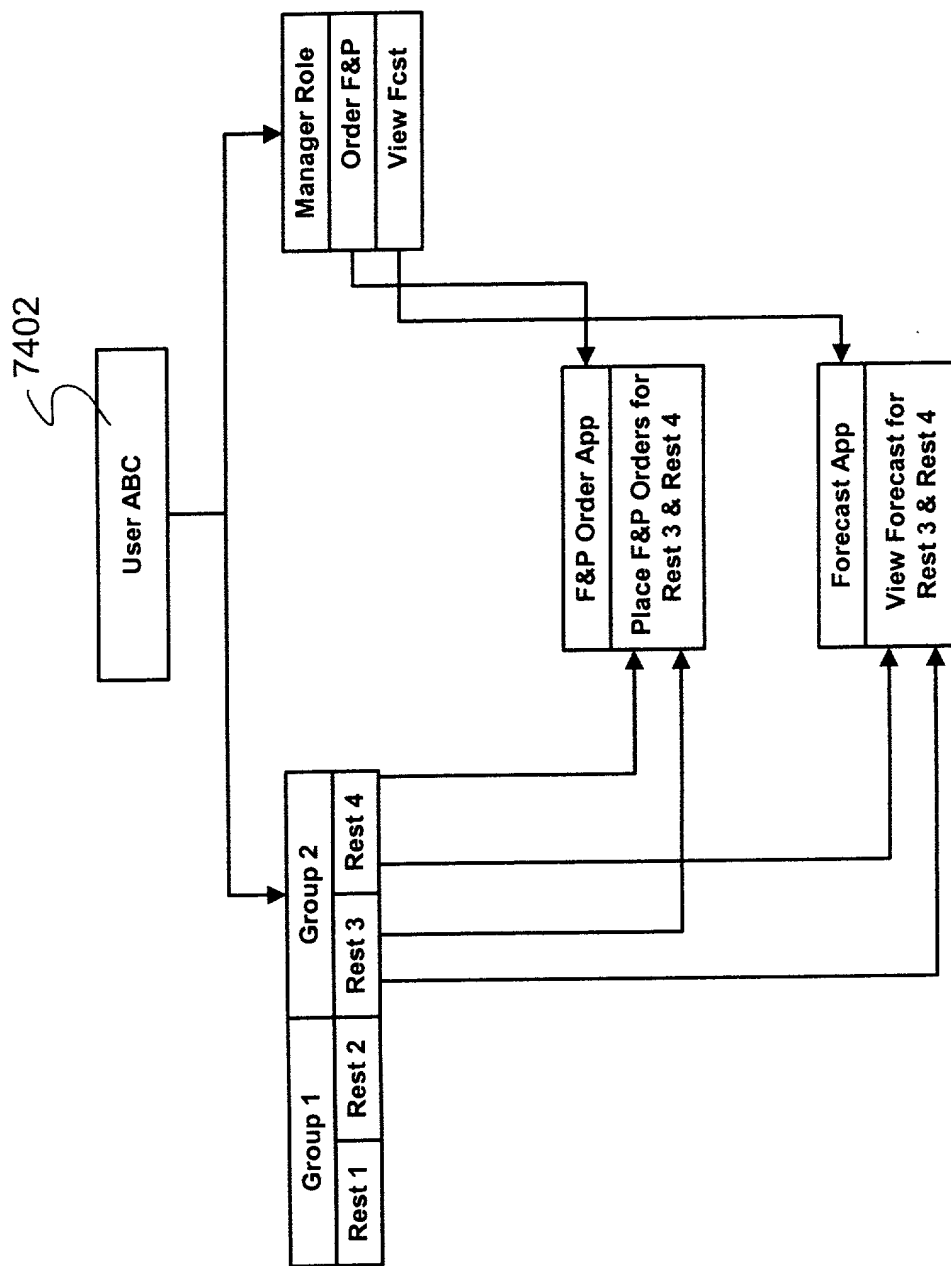 7402
User ABC
Group 1
Group 2
Rest 1
Rest 2
Rest 3
Rest 4
Manager Role
Order F&P
View Fcst
F&P Order App
Place F&P Orders for
Rest 3 & Rest 4
Forecast App
View Forecast for
Rest 3 & Rest 4